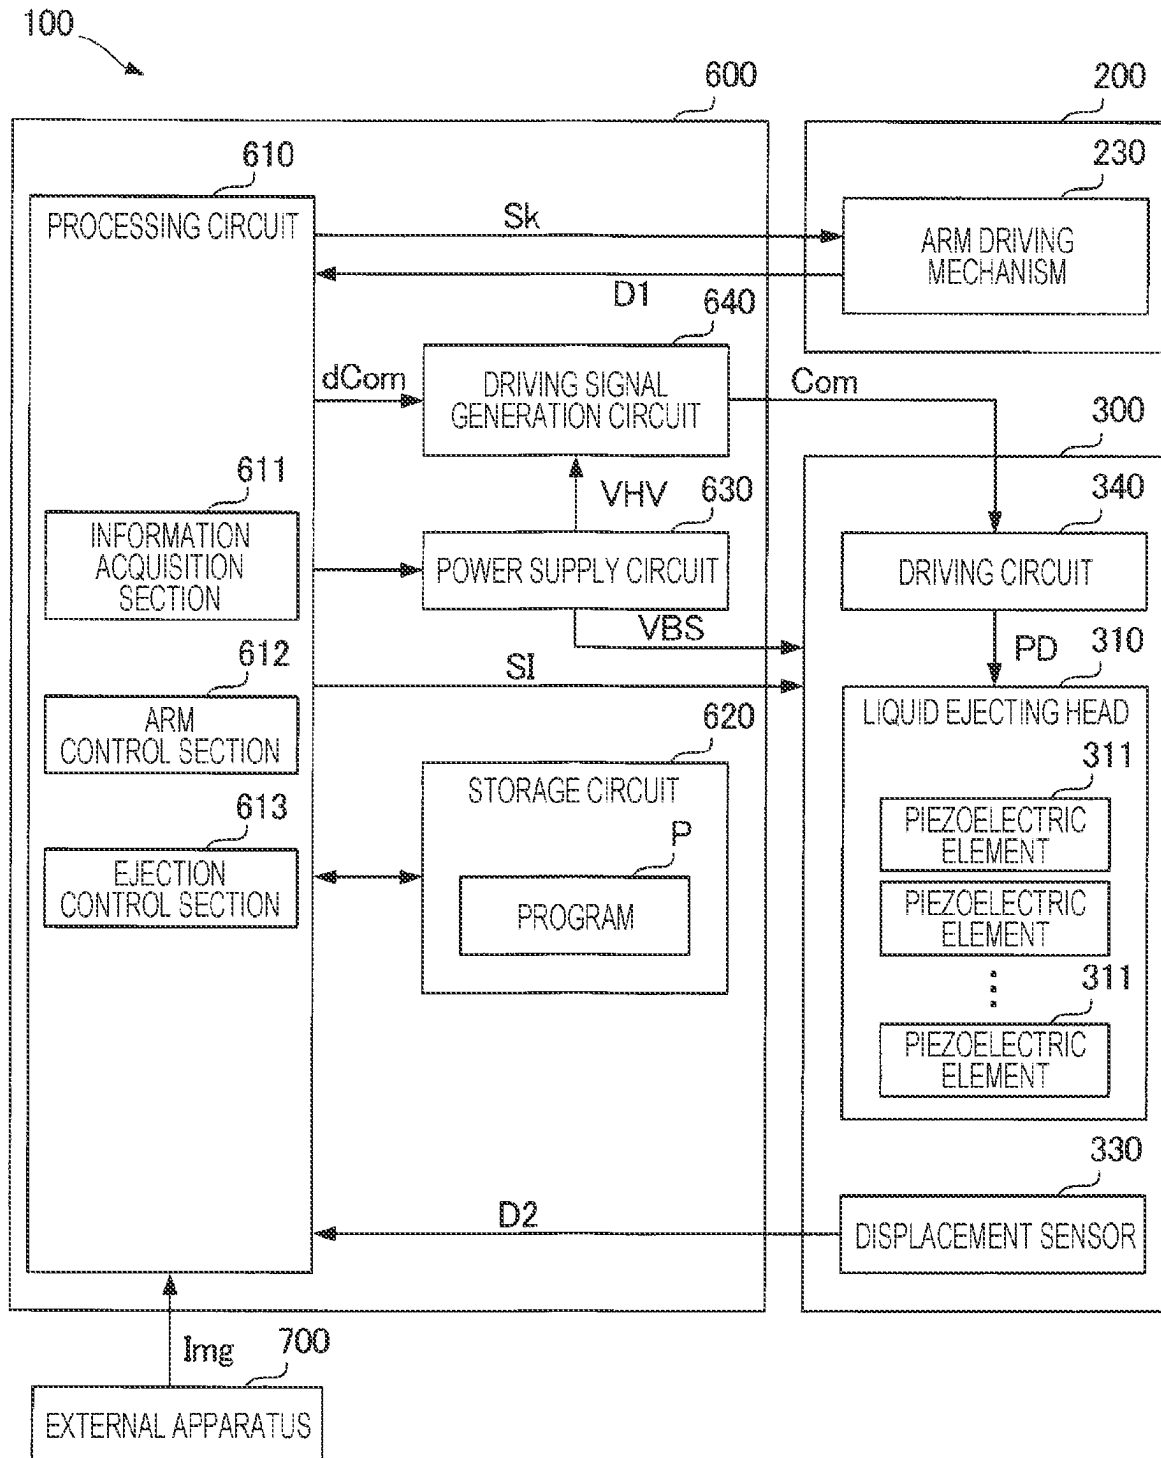 100
600
200
610
230
PROCESSING CIRCUIT
Sk
ARM DRIVING
MECHANISM
D1
640
dCom
DRIVING SIGNAL
GENERATION CIRCUIT
Com
300
611
VHV
630
340
INFORMATION
ACQUISITION
SECTION
POWER SUPPLY CIRCUIT
DRIVING CIRCUIT
VBS
PD
310
612
SI
ARM
CONTROL SECTION
620
LIQUID EJECTING HEAD
STORAGE CIRCUIT
311
613
P
PIEZOELECTRIC
ELEMENT
EJECTION
CONTROL SECTION
PROGRAM
PIEZOELECTRIC
ELEMENT
311
PIEZOELECTRIC
ELEMENT
330
D2
DISPLACEMENT SENSOR
Img
700
EXTERNAL APPARATUS